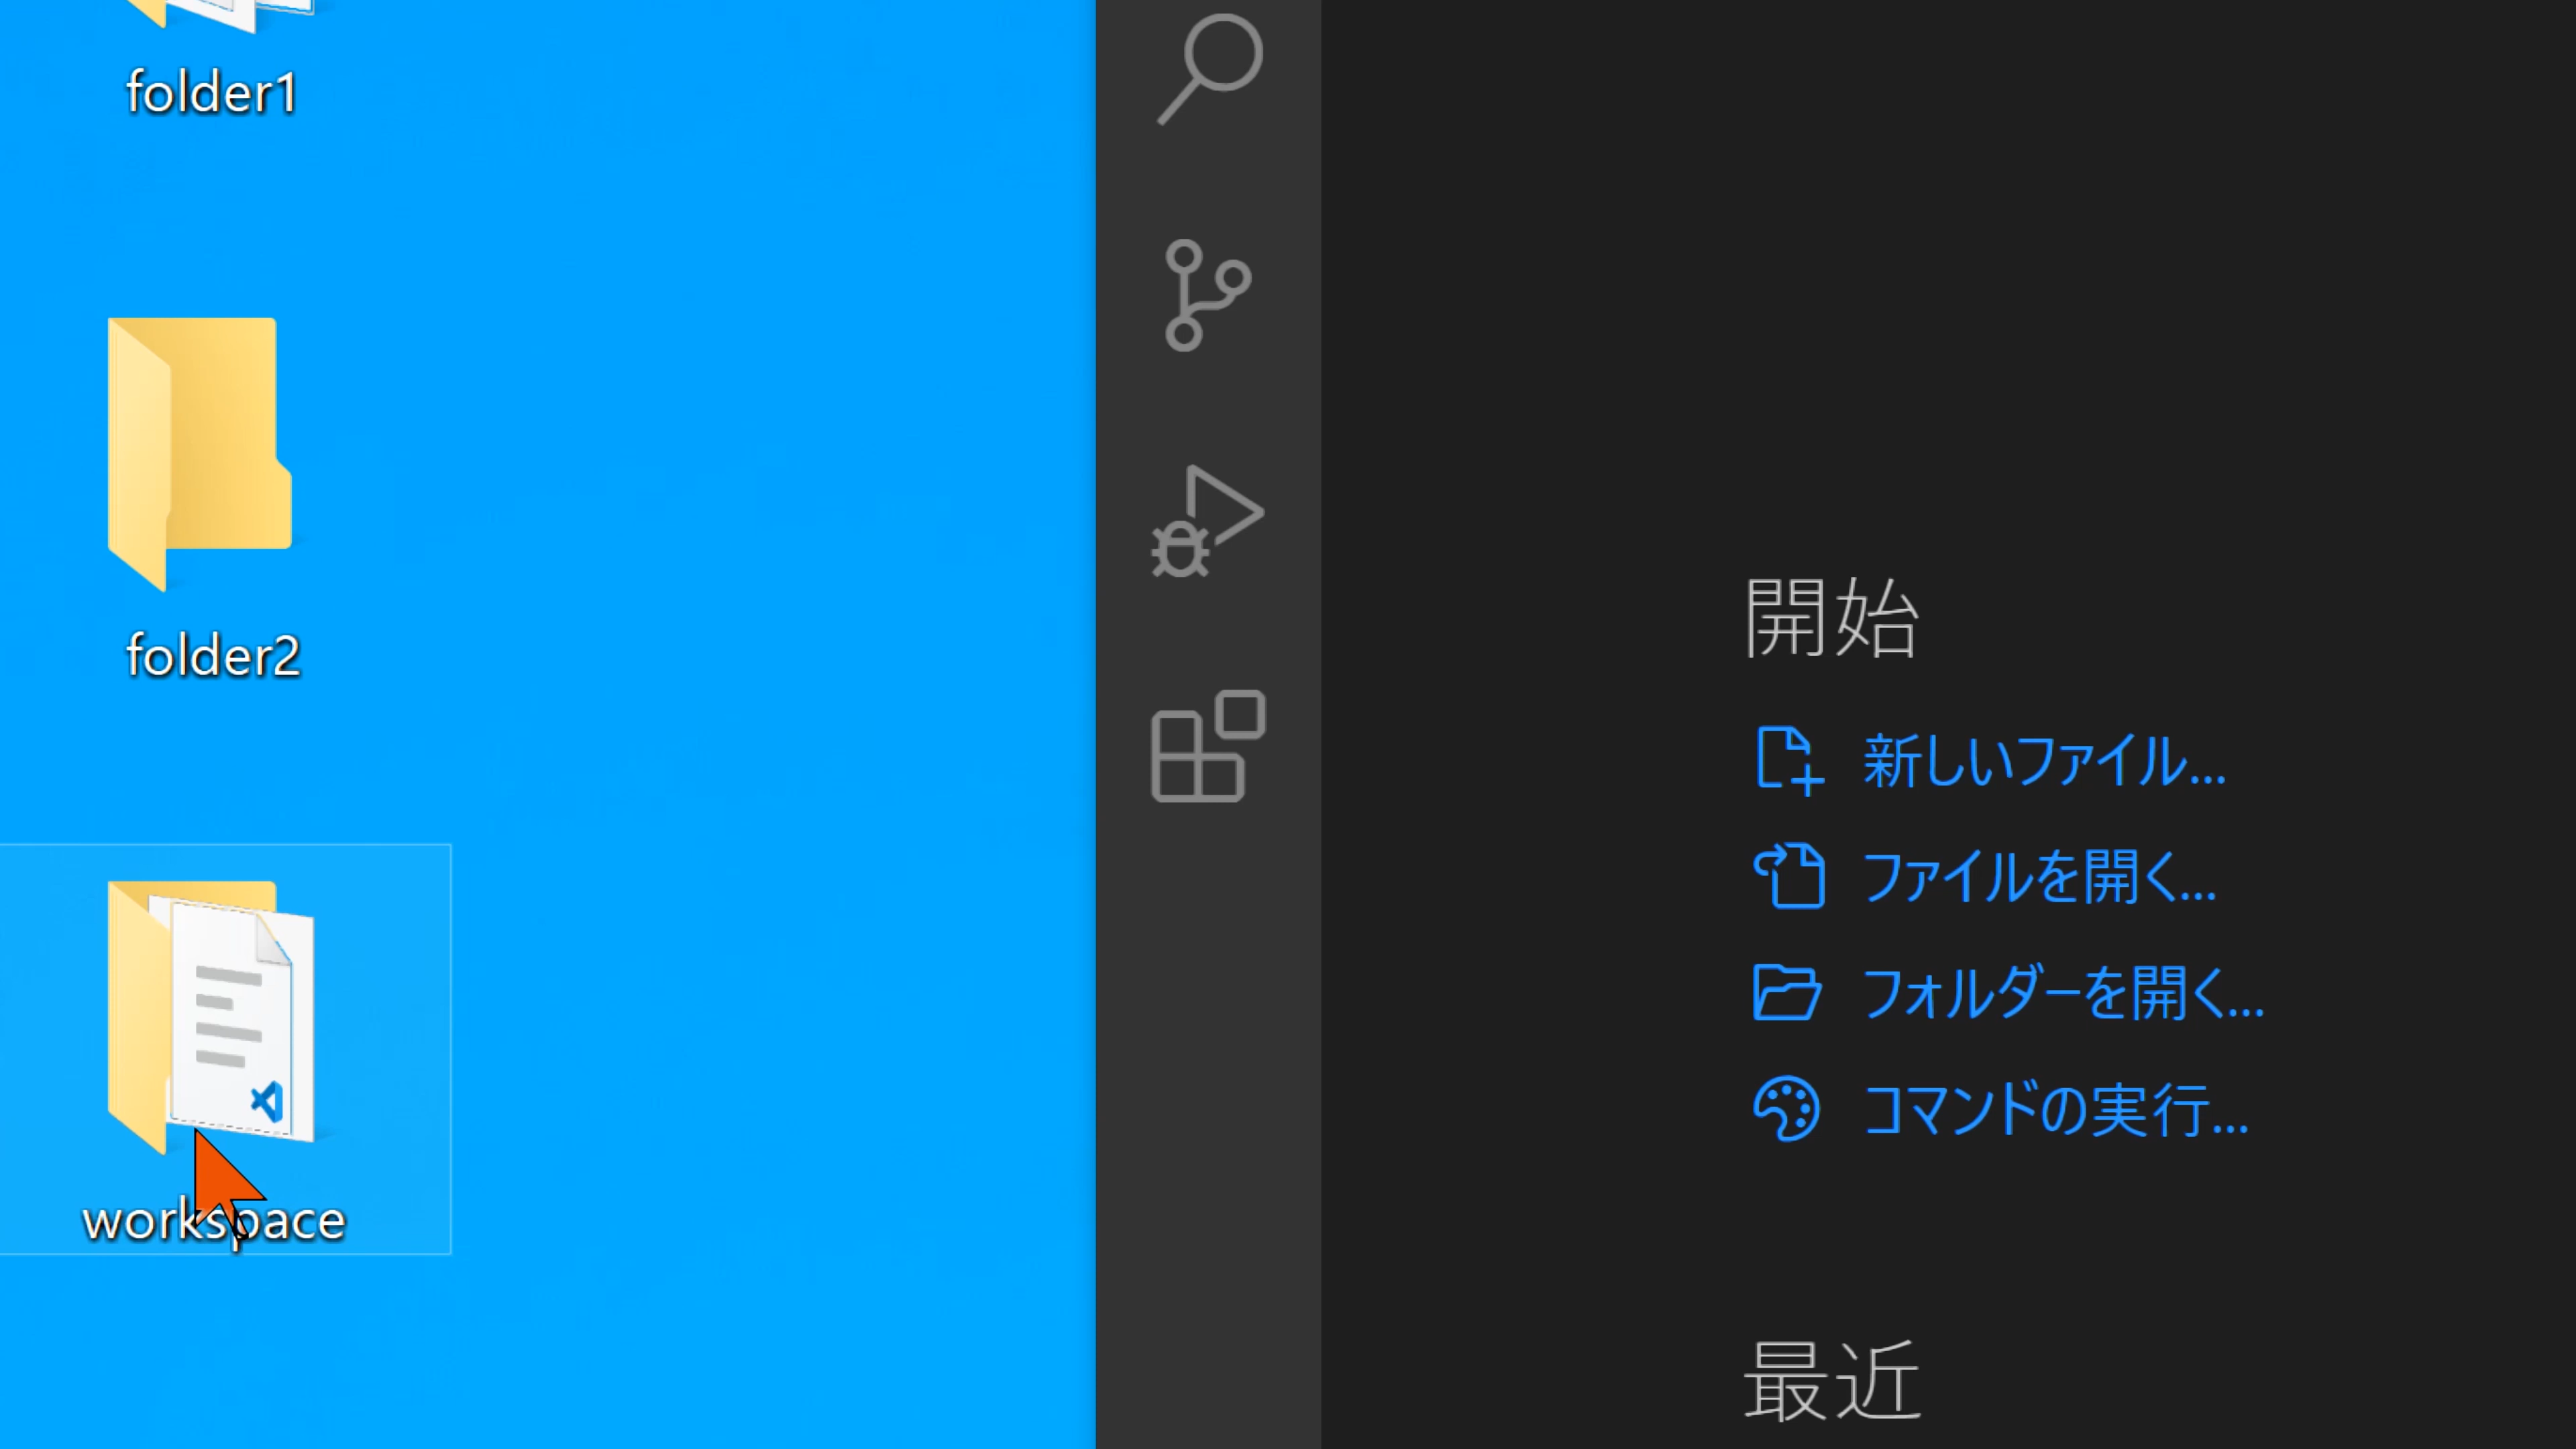 folder1
folder2
workspace
開始
新しいファイル...
ファイルを開く...
フォルダーを開く...
コマンドの実行...
最近